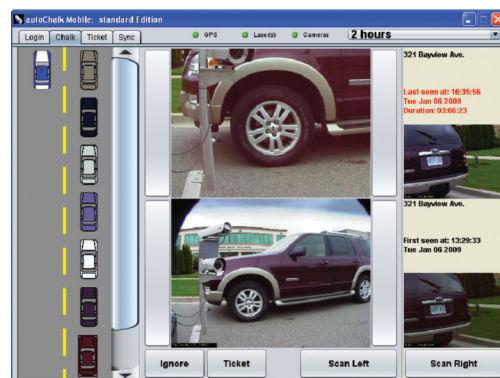 autoChalk Mobile: standard Edition
Login Chalk Ticket Sync
GPS Laser(s) Cameras
2 hours
321 Bayview Ave.
Last seen at: 16:35:56
Tue Jan 06 2009
Duration: 03:06:23
321 Bayview Ave.
First seen at: 13:29:33
Tue Jan 06 2009
Ignore Ticket Scan Left Scan Right